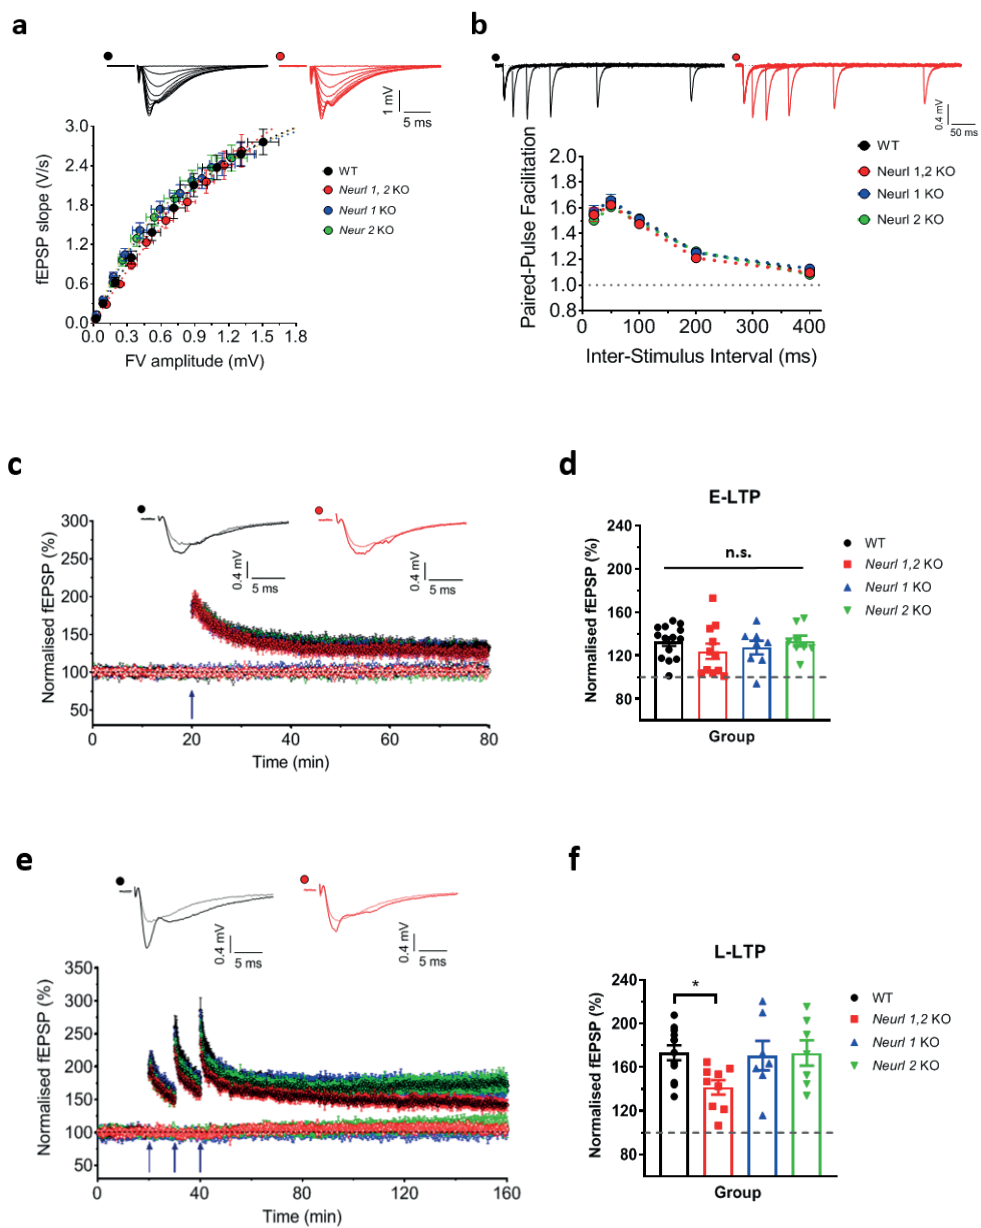 a
1 mV
5 ms
3.0
2.4
1.8
1.2
0.6
0.0
fEPSP slope (V/s)
0.0 0.3 0.6 0.9 1.2 1.5 1.8
FV amplitude (mV)
WT
Neurl 1, 2 KO
Neurl 1 KO
Neur 2 KO
b
0.4 mV
50 ms
2.0
1.8
1.6
1.4
1.2
1.0
0.8
Paired-Pulse Facilitation
0 100 200 300 400
Inter-Stimulus Interval (ms)
WT
Neurl 1,2 KO
Neurl 1 KO
Neurl 2 KO
c
0.4 mV
5 ms
0.4 mV
5 ms
300
250
200
150
100
50
Normalised fEPSP (%)
0 20 40 60 80
Time (min)
d
E-LTP
240
200
160
120
80
Normalised fEPSP (%)
n.s.
Group
WT
Neurl 1,2 KO
Neurl 1 KO
Neurl 2 KO
e
0.4 mV
5 ms
0.4 mV
5 ms
350
300
250
200
150
100
50
Normalised fEPSP (%)
0 40 80 120 160
Time (min)
f
L-LTP
240
200
160
120
80
Normalised fEPSP (%)
*
Group
WT
Neurl 1,2 KO
Neurl 1 KO
Neurl 2 KO